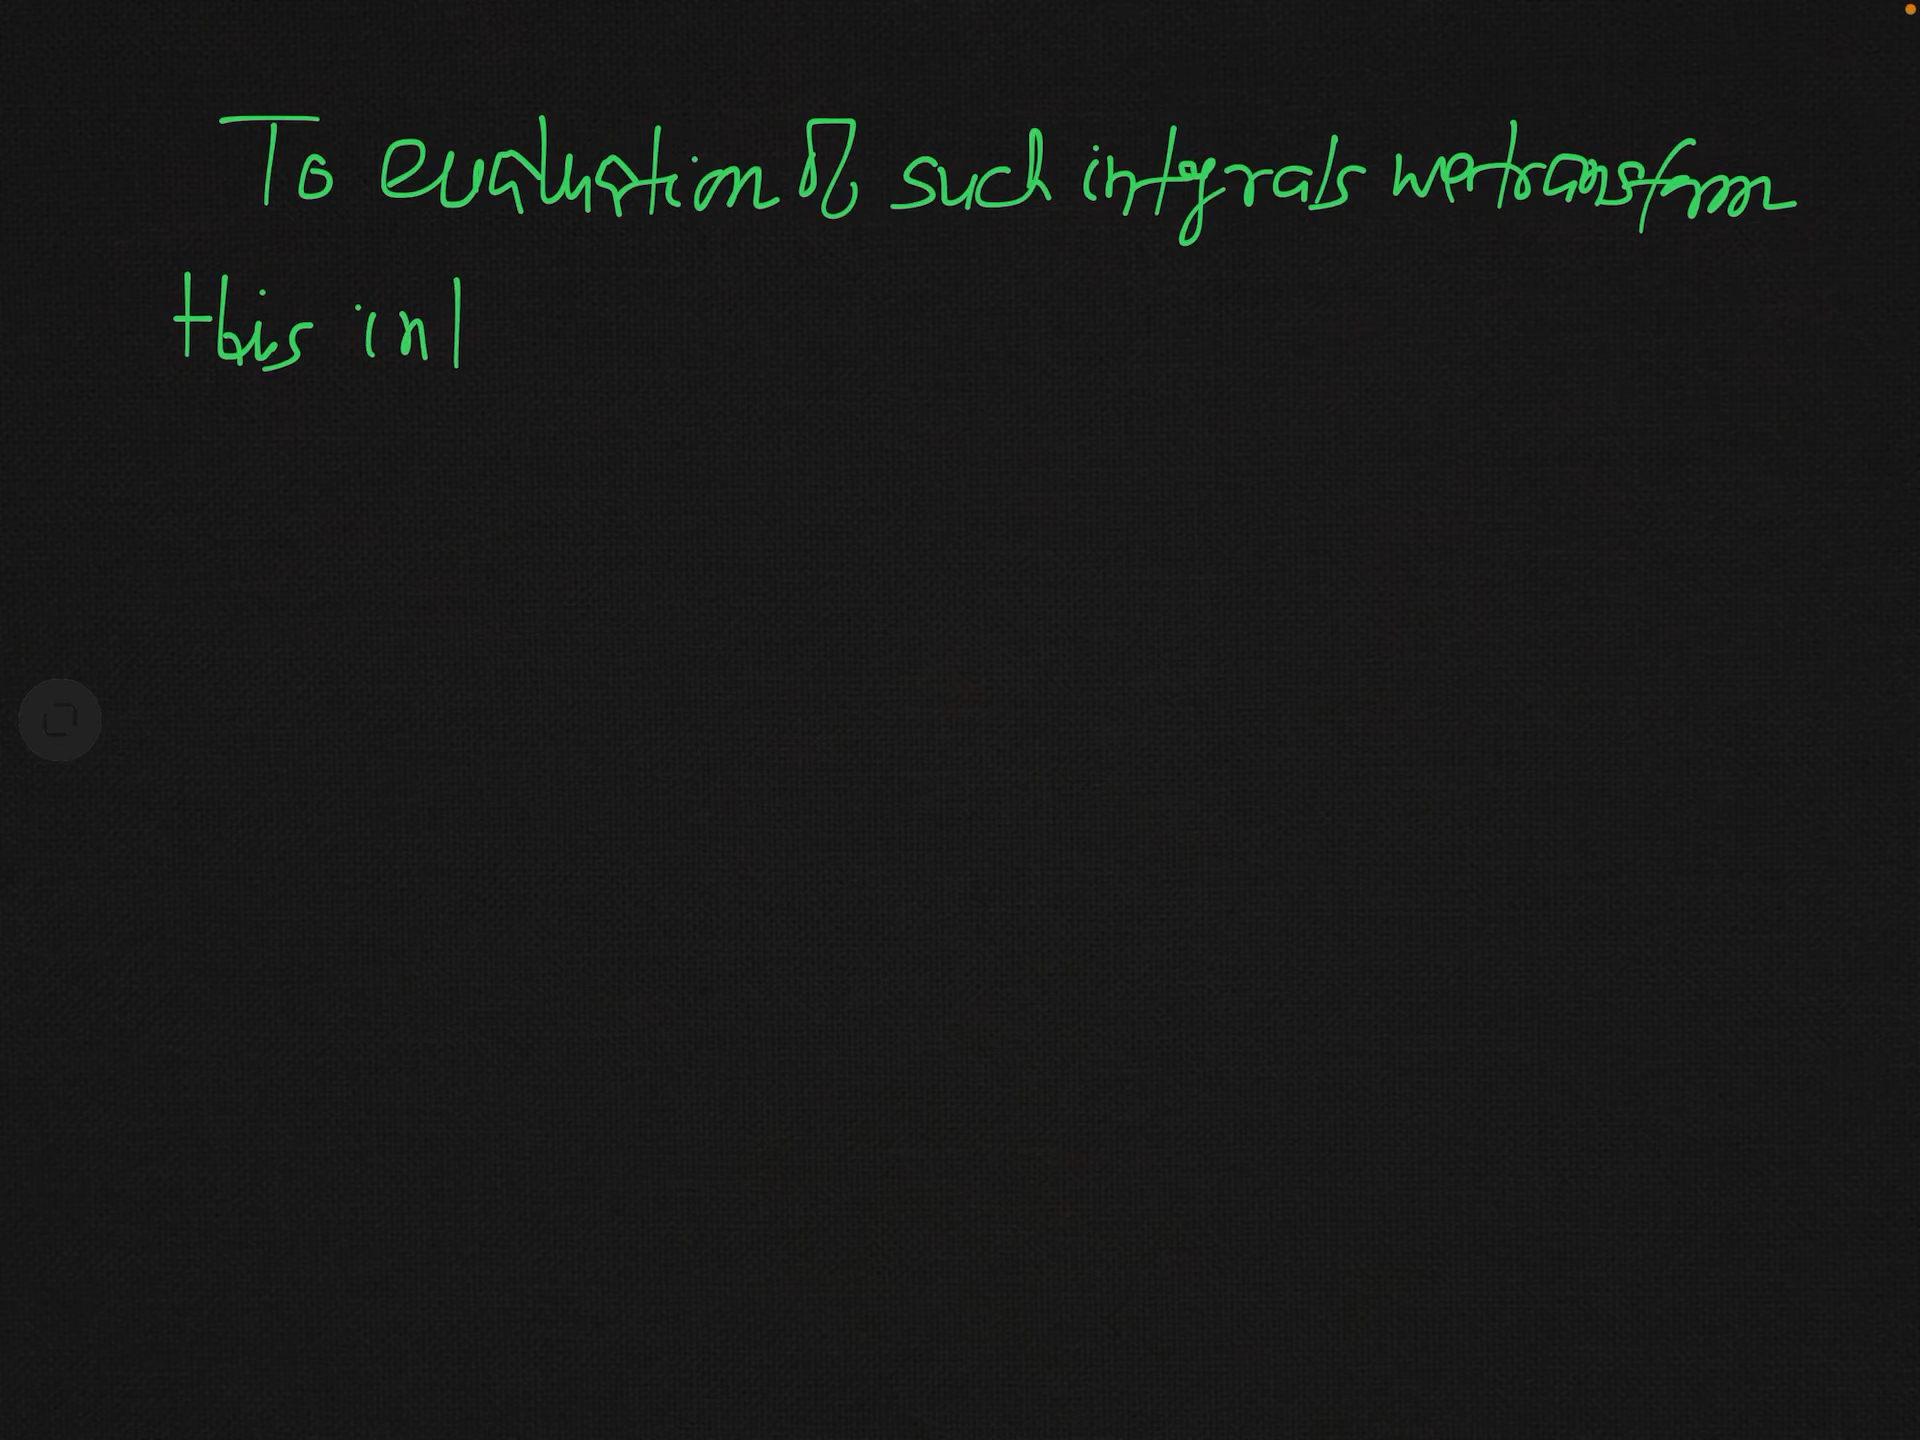 To evaluation of such integrals we transform
this in